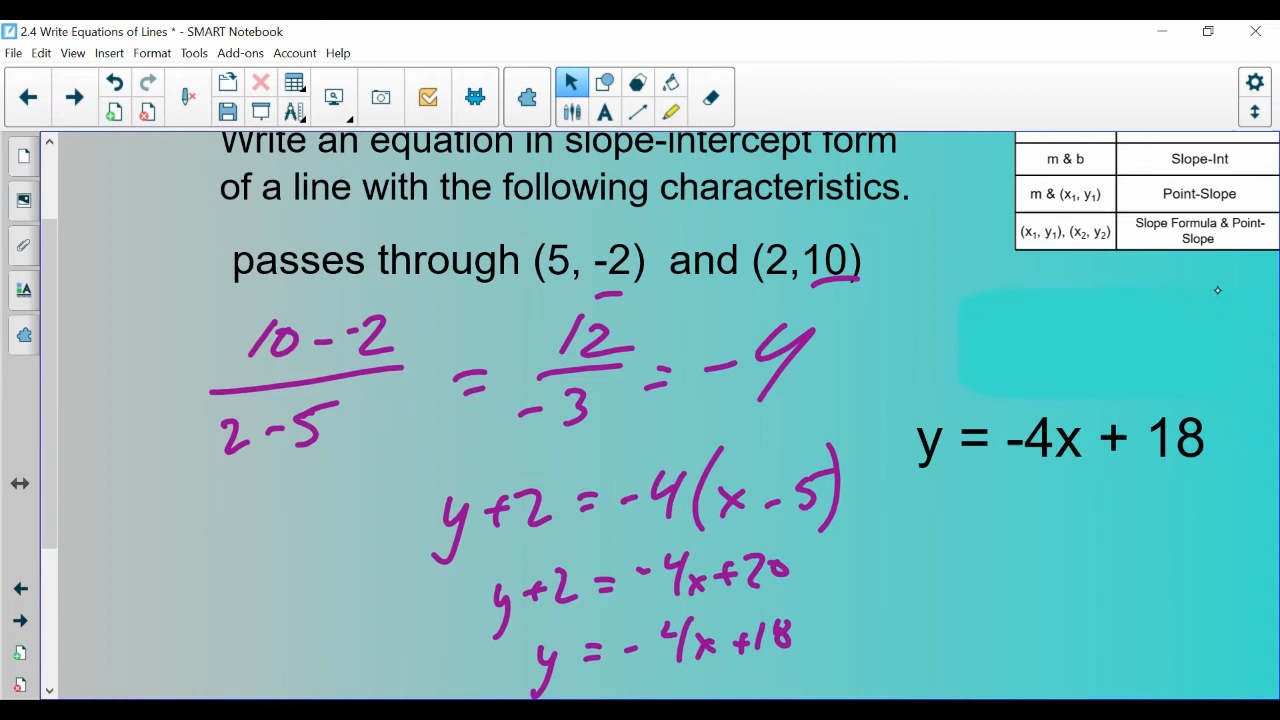 2.4 Write Equations of Lines * - SMART Notebook
File Edit View Insert Format Tools Add-ons Account Help
Write an equation in slope-intercept form
of a line with the following characteristics.
m & b Slope-Int
m & (x₁, y₁) Point-Slope
(x₁, y₁), (x₂, y₂) Slope Formula & Point-
Slope
passes through (5, -2) and (2,10)
10 - -2 / 2 - 5 = 12 / -3 = -4
y = -4x + 18
y + 2 = -4(x - 5)
y + 2 = -4x + 20
y = -4x + 18